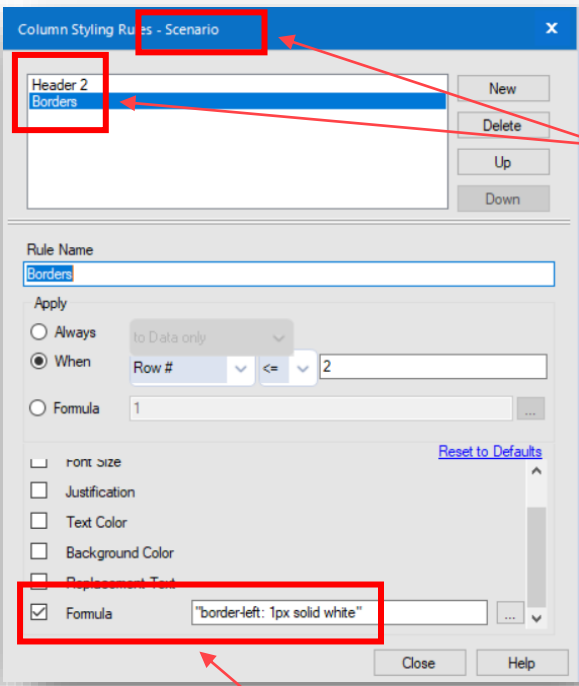 Column Styling Rules - Scenario x
Header 2
Borders
New
Delete
Up
Down
Rule Name
Borders
Apply
Always to Data only
When Row # <= 2
Formula 1 ...
Reset to Defaults
Font Size
Justification
Text Color
Background Color
Replacement Text
Formula "border-left: 1px solid white" ...
Close Help